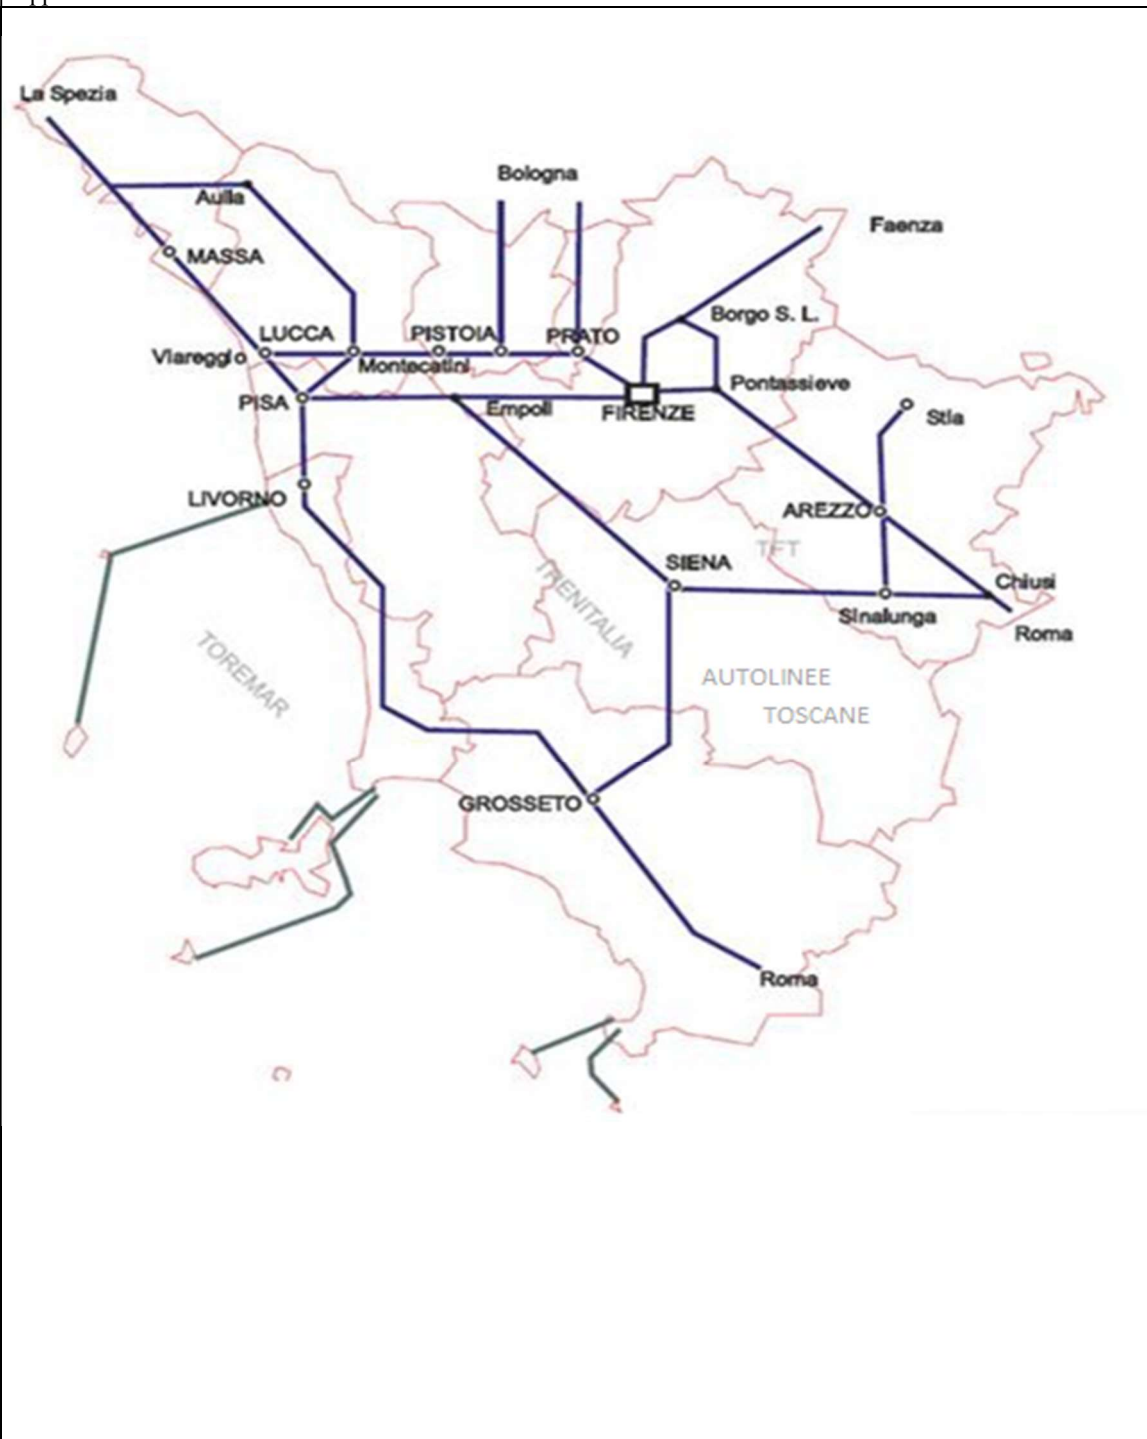 La Spezia
Bologna
Aulla
Faenza
MASSA
Borgo S. L.
LUCCA
PISTOIA
PRATO
Viareggio
Montecatini
Pontassieve
PISA
Empoli
FIRENZE
Stia
LIVORNO
AREZZO
TFT
SIENA
Chiusi
TRENITALIA
Sinalunga
Roma
TOREMAR
AUTOLINEE
TOSCANE
GROSSETO
Roma